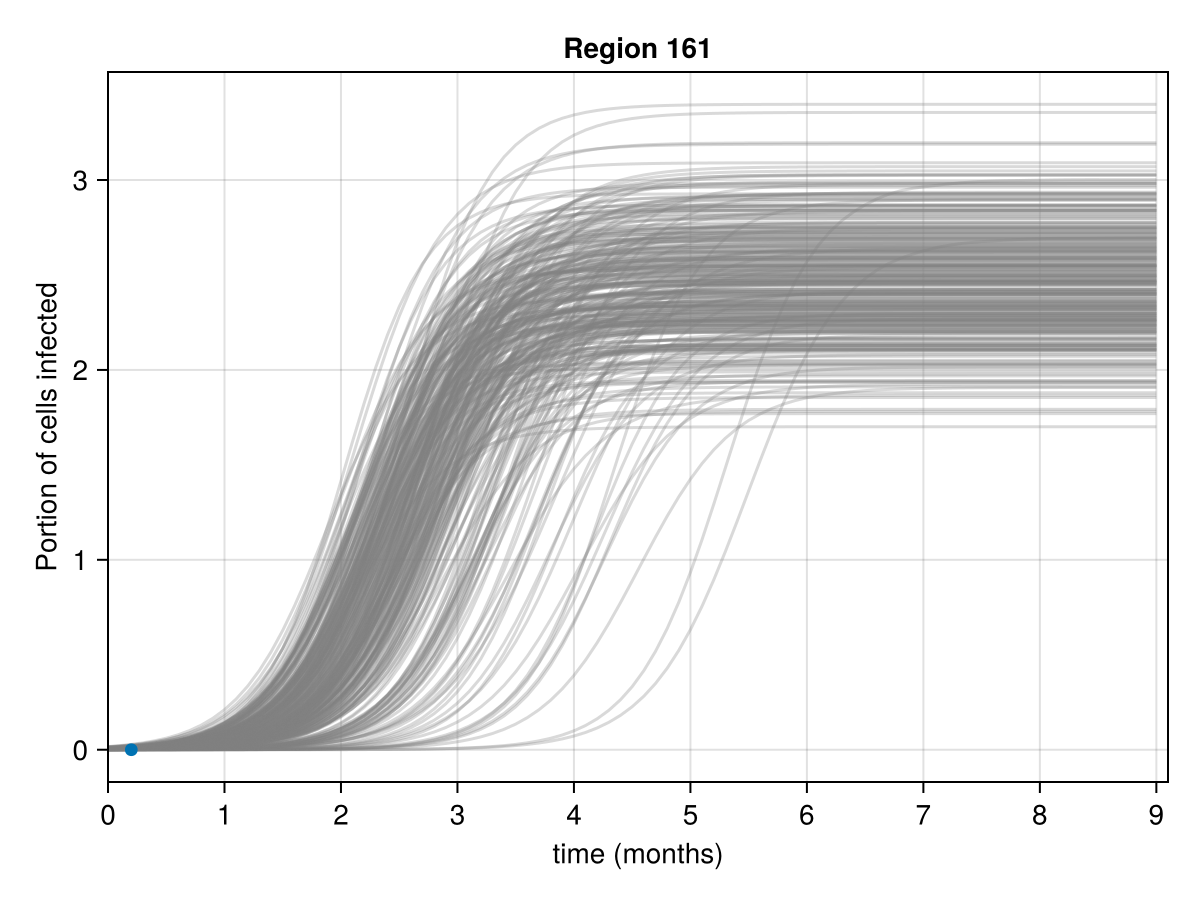 Region 161
Portion of cells infected
3
2
1
0
0 1 2 3 4 5 6 7 8 9
time (months)